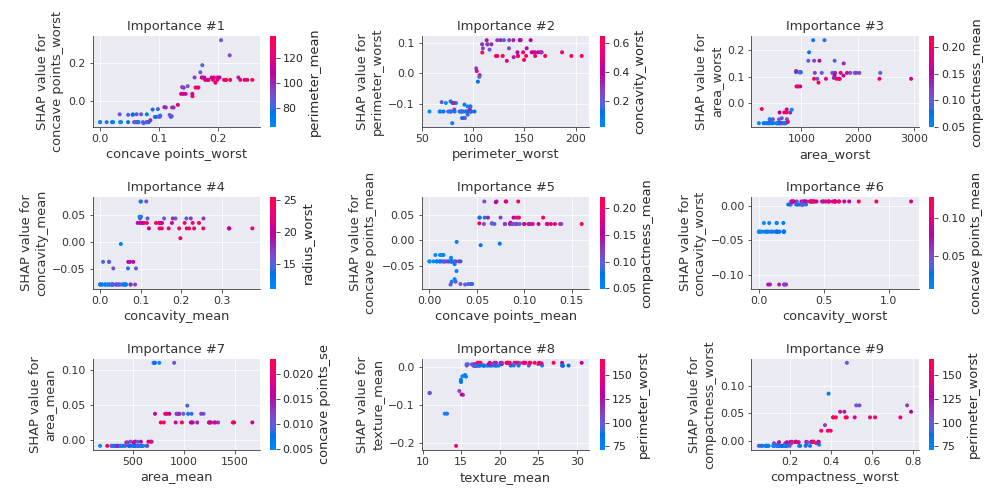 Importance #1
SHAP value for
concave points_worst
0.2
0.0
0.0
0.1
0.2
concave points_worst
120
100
80
perimeter_mean
Importance #2
SHAP value for
perimeter_worst
0.1
0.0
−0.1
50
100
150
200
perimeter_worst
0.6
0.4
0.2
concavity_worst
Importance #3
SHAP value for
area_worst
0.2
0.1
0.0
1000
2000
3000
area_worst
0.20
0.15
0.10
0.05
compactness_mean
Importance #4
SHAP value for
concavity_mean
0.05
0.00
−0.05
0.0
0.1
0.2
0.3
concavity_mean
25
20
15
radius_worst
Importance #5
SHAP value for
concave points_mean
0.05
0.00
−0.05
0.00
0.05
0.10
0.15
concave points_mean
0.20
0.15
0.10
0.05
compactness_mean
Importance #6
SHAP value for
concavity_worst
0.00
−0.05
−0.10
0.0
0.5
1.0
concavity_worst
0.10
0.05
concave points_mean
Importance #7
SHAP value for
area_mean
0.10
0.05
0.00
500
1000
1500
area_mean
0.020
0.015
0.010
0.005
concave points_se
Importance #8
SHAP value for
texture_mean
0.0
−0.1
−0.2
10
15
20
25
30
texture_mean
150
125
100
75
perimeter_worst
Importance #9
SHAP value for
compactness_worst
0.10
0.05
0.00
0.2
0.4
0.6
0.8
compactness_worst
150
125
100
75
perimeter_worst